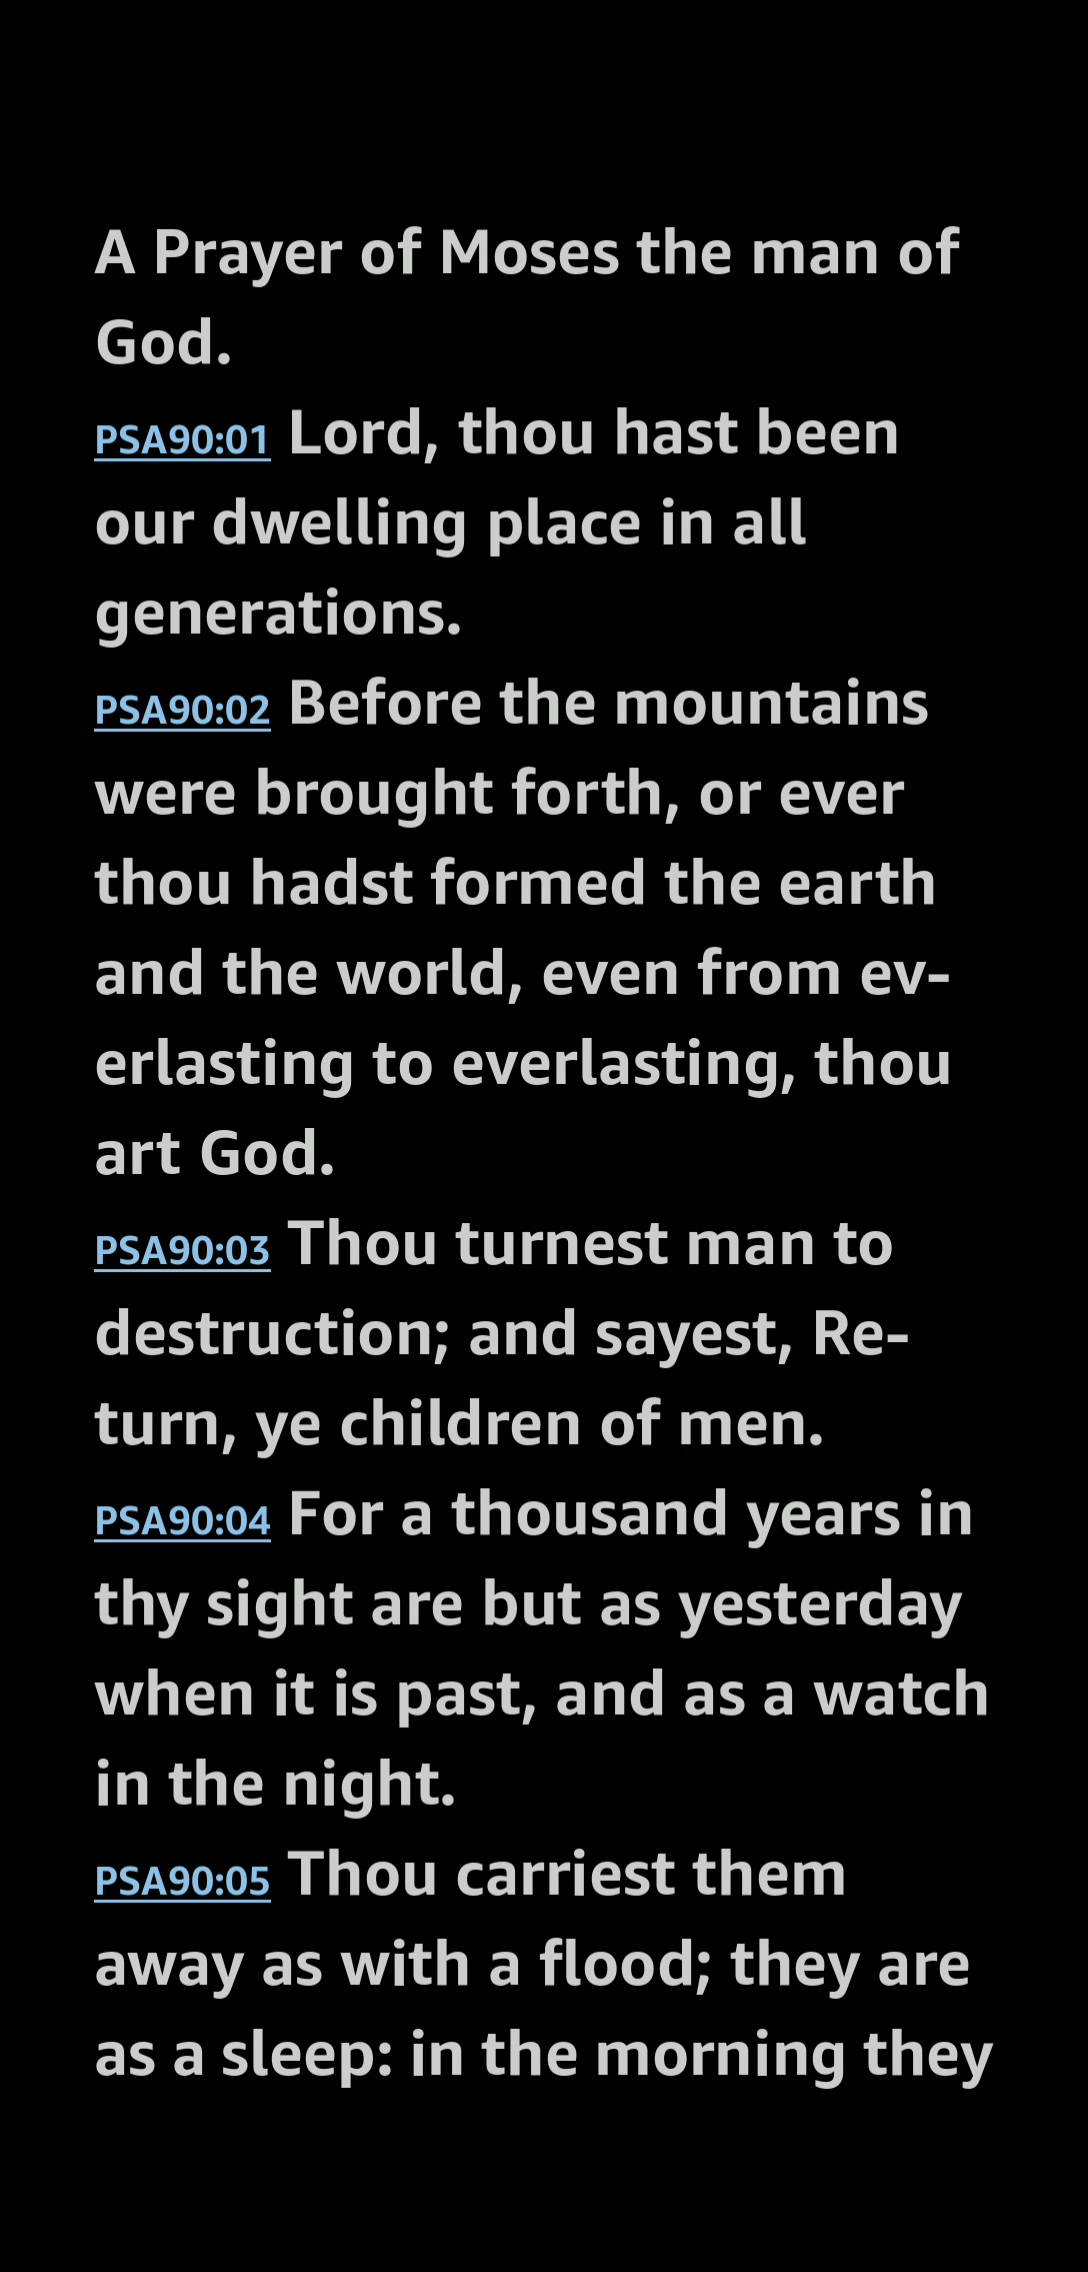 A Prayer of Moses the man of
God.
PSA90:01 Lord, thou hast been
our dwelling place in all
generations.
PSA90:02 Before the mountains
were brought forth, or ever
thou hadst formed the earth
and the world, even from ev-
erlasting to everlasting, thou
art God.
PSA90:03 Thou turnest man to
destruction; and sayest, Re-
turn, ye children of men.
PSA90:04 For a thousand years in
thy sight are but as yesterday
when it is past, and as a watch
in the night.
PSA90:05 Thou carriest them
away as with a flood; they are
as a sleep: in the morning they